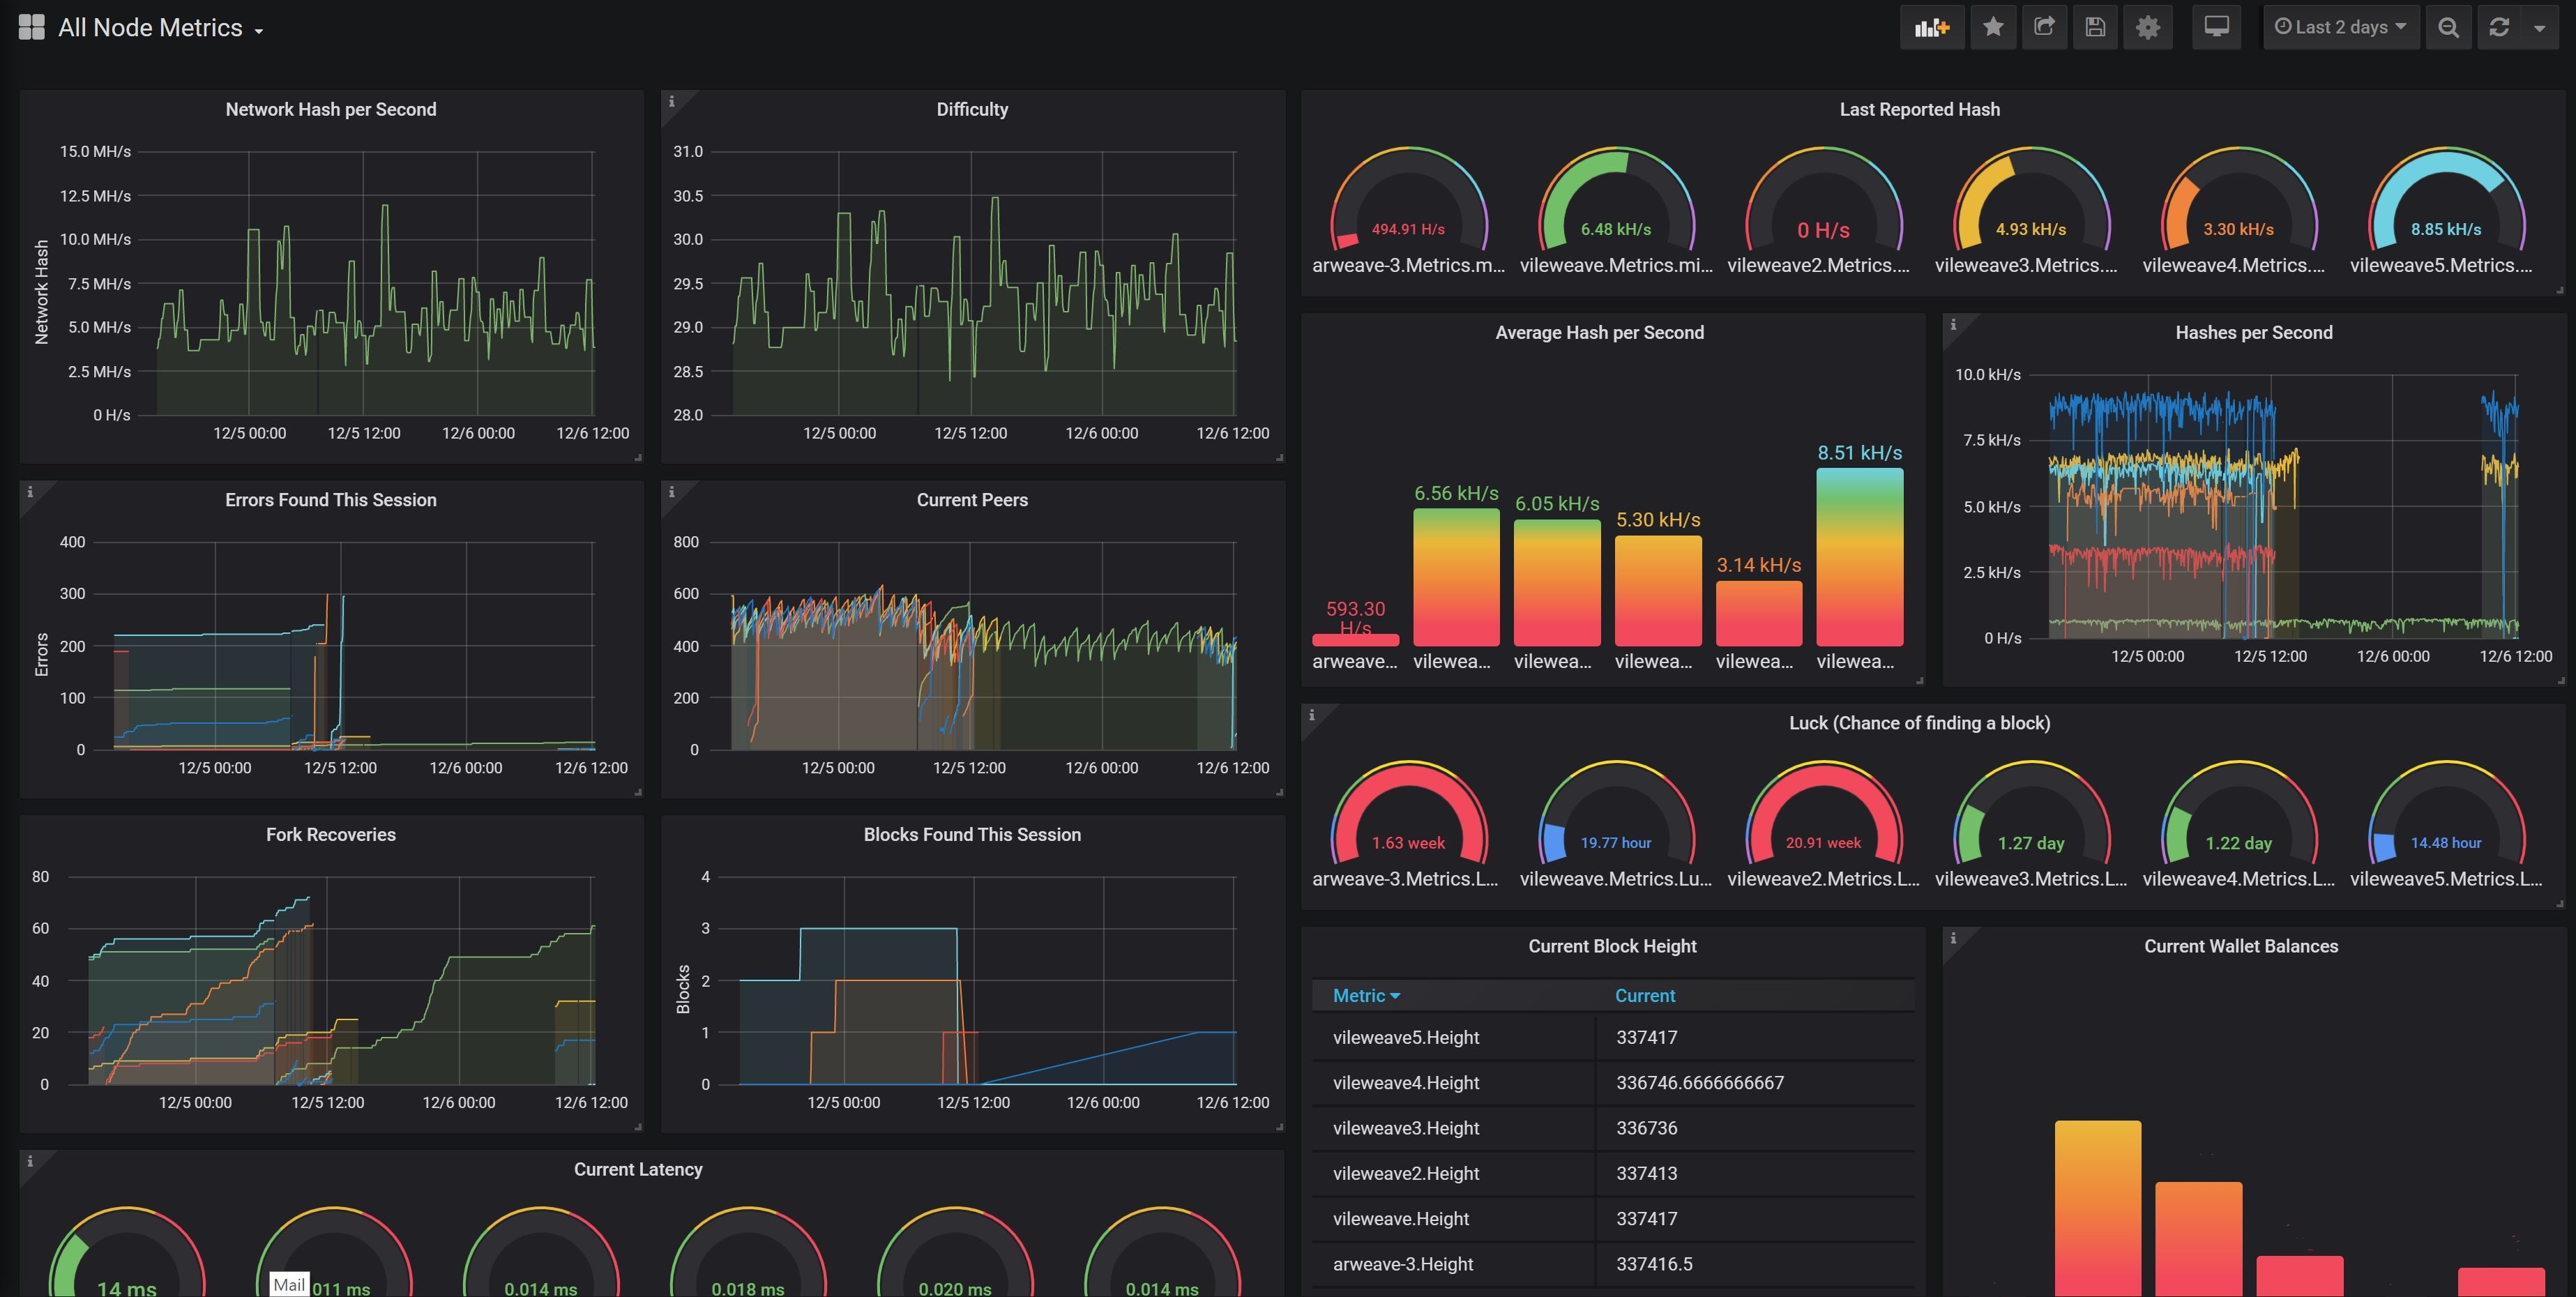 All Node Metrics
Last 2 days
Network Hash per Second
Network Hash
15.0 MH/s
12.5 MH/s
10.0 MH/s
7.5 MH/s
5.0 MH/s
2.5 MH/s
0 H/s
12/5 00:00 12/5 12:00 12/6 00:00 12/6 12:00
Difficulty
31.0
30.5
30.0
29.5
29.0
28.5
28.0
12/5 00:00 12/5 12:00 12/6 00:00 12/6 12:00
Last Reported Hash
494.91 H/s 6.48 kH/s 0 H/s 4.93 kH/s 3.30 kH/s 8.85 kH/s
arweave-3.Metrics.m... vileweave.Metrics.mi... vileweave2.Metrics.... vileweave3.Metrics.... vileweave4.Metrics.... vileweave5.Metrics....
Average Hash per Second
593.30 H/s 6.56 kH/s 6.05 kH/s 5.30 kH/s 3.14 kH/s 8.51 kH/s
arweave... vilewea... vilewea... vilewea... vilewea... vilewea...
Hashes per Second
10.0 kH/s
7.5 kH/s
5.0 kH/s
2.5 kH/s
0 H/s
12/5 00:00 12/5 12:00 12/6 00:00 12/6 12:00
Errors Found This Session
Errors
400
300
200
100
0
12/5 00:00 12/5 12:00 12/6 00:00 12/6 12:00
Current Peers
800
600
400
200
0
12/5 00:00 12/5 12:00 12/6 00:00 12/6 12:00
Luck (Chance of finding a block)
1.63 week 19.77 hour 20.91 week 1.27 day 1.22 day 14.48 hour
arweave-3.Metrics.L... vileweave.Metrics.Lu... vileweave2.Metrics.L... vileweave3.Metrics.L... vileweave4.Metrics.L... vileweave5.Metrics.L...
Fork Recoveries
80
60
40
20
0
12/5 00:00 12/5 12:00 12/6 00:00 12/6 12:00
Blocks Found This Session
Blocks
4
3
2
1
0
12/5 00:00 12/5 12:00 12/6 00:00 12/6 12:00
Current Block Height
Metric Current
vileweave5.Height 337417
vileweave4.Height 336746.6666666667
vileweave3.Height 336736
vileweave2.Height 337413
vileweave.Height 337417
arweave-3.Height 337416.5
Current Wallet Balances
Current Latency
14 ms 011 ms 0.014 ms 0.018 ms 0.020 ms 0.014 ms
Mail